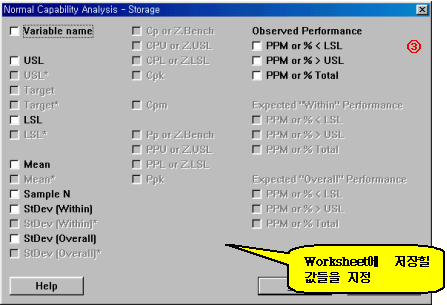 Normal Capability Analysis - Storage
Variable name
USL
USL*
Target
Target*
LSL
LSL*
Mean
Mean*
Sample N
StDev (Within)
StDev (Within)*
StDev (Overall)
StDev (Overall)*
Cp or Z.Bench
CPU or Z.USL
CPL or Z.LSL
Cpk
Cpm
Pp or Z.Bench
PPU or Z.USL
PPL or Z.LSL
Ppk
Observed Performance
PPM or % < LSL
PPM or % > USL
PPM or % Total
③
Expected "Within" Performance
PPM or % < LSL
PPM or % > USL
PPM or % Total
Expected "Overall" Performance
PPM or % < LSL
PPM or % > USL
PPM or % Total
Worksheet에 저장할
값들을 지정
Help